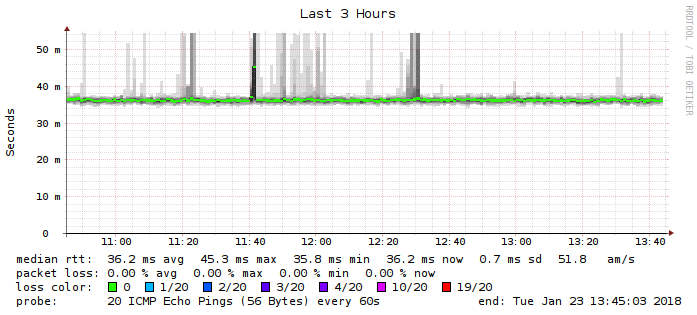 Last 3 Hours
RRDTOOL / TOBI OETIKER
Seconds
50 m
40 m
30 m
20 m
10 m
0
11:00 11:20 11:40 12:00 12:20 12:40 13:00 13:20 13:40
median rtt: 36.2 ms avg 45.3 ms max 35.8 ms min 36.2 ms now 0.7 ms sd 51.8 am/s
packet loss: 0.00 % avg 0.00 % max 0.00 % min 0.00 % now
loss color: 0 1/20 2/20 3/20 4/20 10/20 19/20
probe: 20 ICMP Echo Pings (56 Bytes) every 60s end: Tue Jan 23 13:45:03 2018